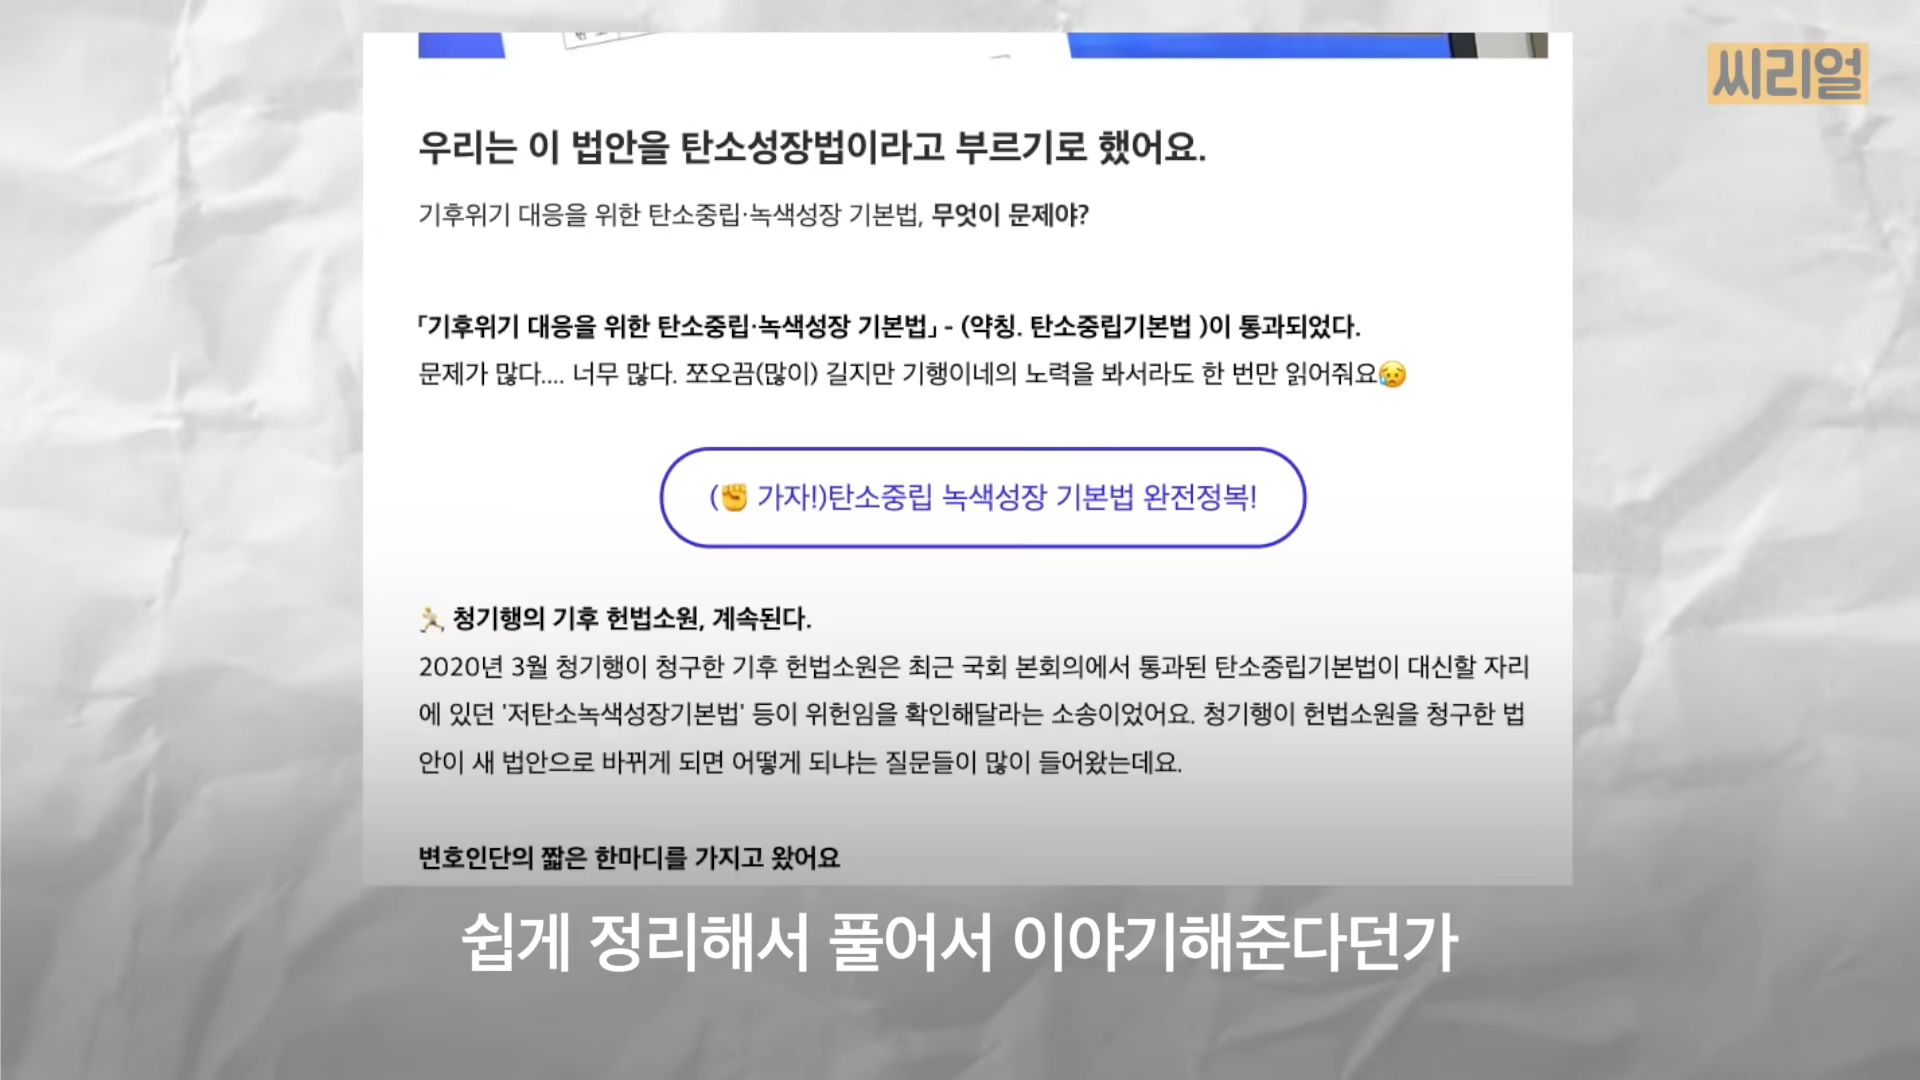 씨리얼
우리는 이 법안을 탄소성장법이라고 부르기로 했어요.
기후위기 대응을 위한 탄소중립·녹색성장 기본법, 무엇이 문제야?
「기후위기 대응을 위한 탄소중립·녹색성장 기본법」 - (약칭. 탄소중립기본법 )이 통과되었다.
문제가 많다.... 너무 많다. 쪼오끔(많이) 길지만 기행이네의 노력을 봐서라도 한 번만 읽어줘요😥
(✊ 가자!)탄소중립 녹색성장 기본법 완전정복!
🏃 청기행의 기후 헌법소원, 계속된다.
2020년 3월 청기행이 청구한 기후 헌법소원은 최근 국회 본회의에서 통과된 탄소중립기본법이 대신할 자리
에 있던 '저탄소녹색성장기본법' 등이 위헌임을 확인해달라는 소송이었어요. 청기행이 헌법소원을 청구한 법
안이 새 법안으로 바뀌게 되면 어떻게 되냐는 질문들이 많이 들어왔는데요.
변호인단의 짧은 한마디를 가지고 왔어요
쉽게 정리해서 풀어서 이야기해준다던가